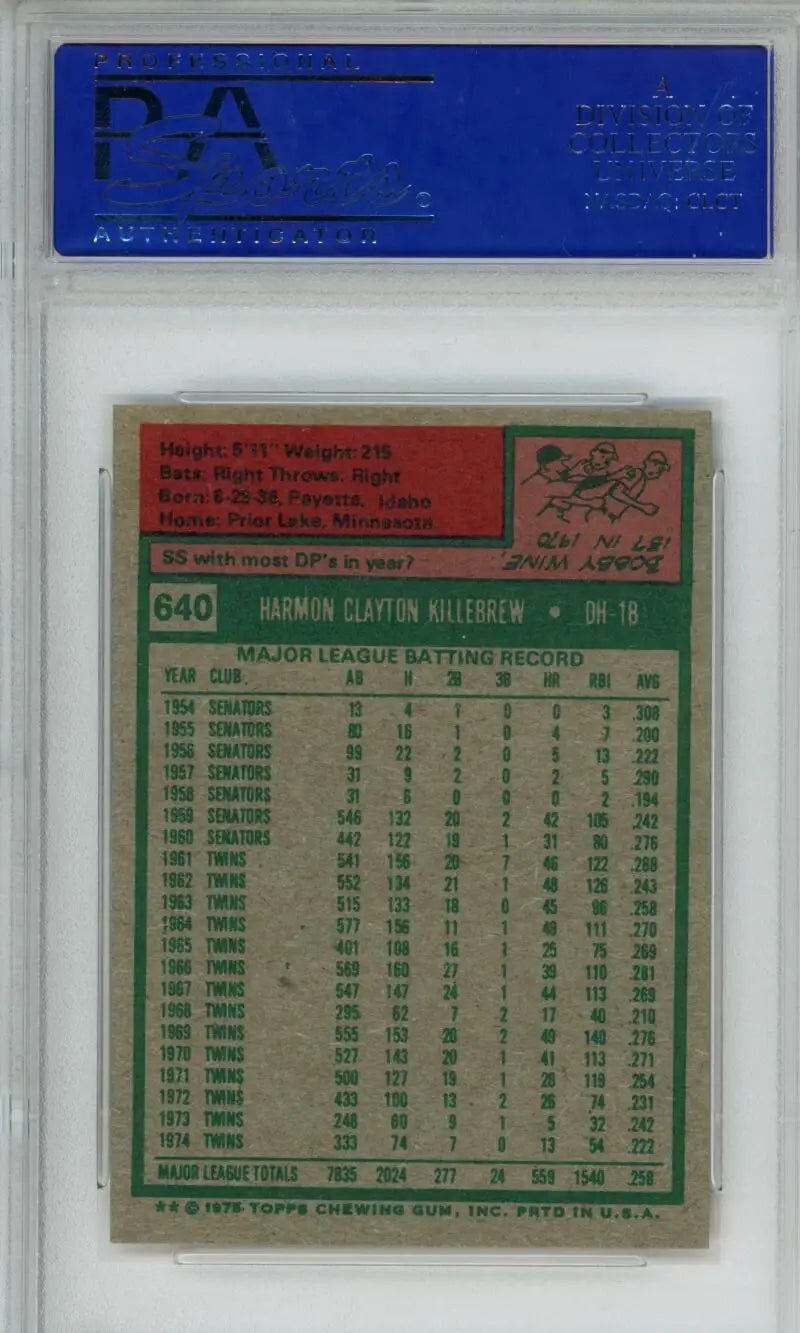 PROFESSIONAL
PSA
Sports ®
AUTHENTICATOR
A
DIVISION OF
COLLECTORS
UNIVERSE
NASDAQ: CLCT
Height: 5'11" Weight: 215
Bats: Right Throws: Right
Born: 6-29-36, Payette, Idaho
Home: Prior Lake, Minnesota
SS with most DP's in year?
BOBBY WINE,
157 IN 1970
640 HARMON CLAYTON KILLEBREW • DH-1B
MAJOR LEAGUE BATTING RECORD
YEAR CLUB AB H 2B 3B HR RBI AVG
1954 SENATORS 13 4 1 0 0 3 .308
1955 SENATORS 80 16 1 0 4 7 .200
1956 SENATORS 99 22 2 0 5 13 .222
1957 SENATORS 31 9 2 0 2 5 .290
1958 SENATORS 31 6 0 0 0 2 .194
1959 SENATORS 546 132 20 2 42 105 .242
1960 SENATORS 442 122 19 1 31 80 .276
1961 TWINS 541 156 20 7 46 122 .288
1962 TWINS 552 134 21 1 48 126 .243
1963 TWINS 515 133 18 0 45 96 .258
1964 TWINS 577 156 11 1 49 111 .270
1965 TWINS 401 108 16 1 25 75 .269
1966 TWINS 569 160 27 1 39 110 .281
1967 TWINS 547 147 24 1 44 113 .269
1968 TWINS 295 62 7 2 17 40 .210
1969 TWINS 555 153 20 2 49 140 .276
1970 TWINS 527 143 20 1 41 113 .271
1971 TWINS 500 127 19 1 28 119 .254
1972 TWINS 433 100 13 2 26 74 .231
1973 TWINS 248 60 9 1 5 32 .242
1974 TWINS 333 74 7 0 13 54 .222
MAJOR LEAGUE TOTALS 7835 2024 277 24 559 1540 .258
★★ © 1975 TOPPS CHEWING GUM, INC. PRTD IN U.S.A.